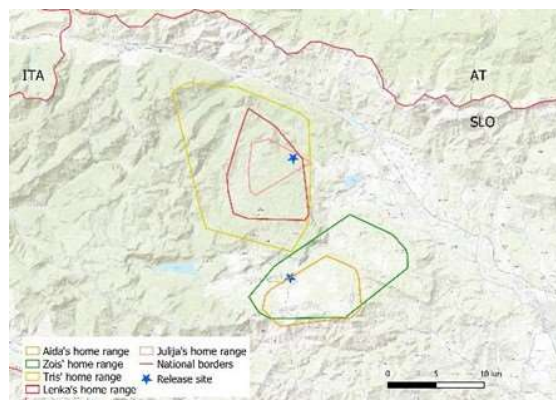 ITA
AT
SLO
Aida's home range
Zois' home range
Tris' home range
Lenka's home range
Julija's home range
National borders
Release site
0 5 10 km